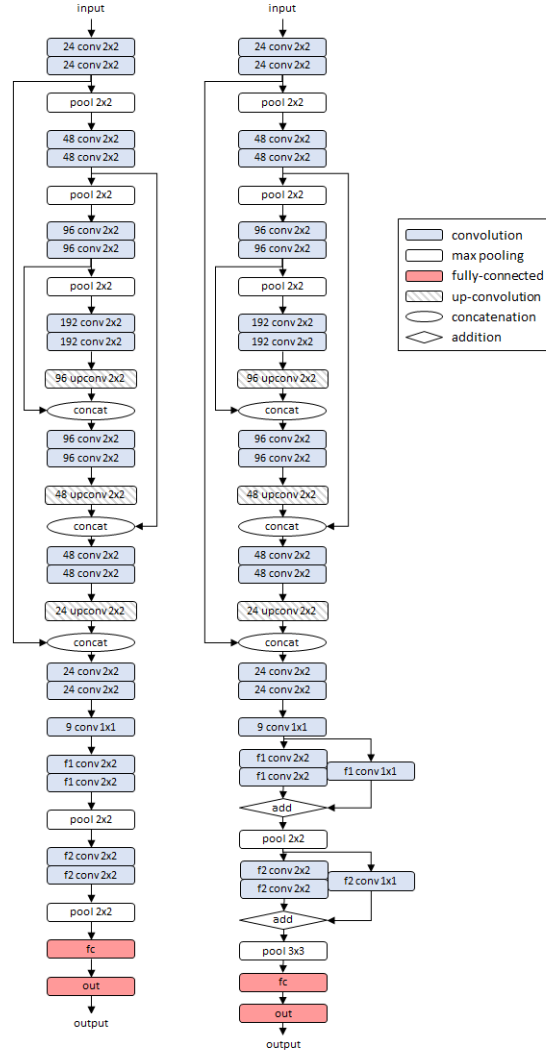 input
24 conv 2x2
24 conv 2x2
pool 2x2
48 conv 2x2
48 conv 2x2
pool 2x2
96 conv 2x2
96 conv 2x2
pool 2x2
192 conv 2x2
192 conv 2x2
96 upconv 2x2
concat
96 conv 2x2
96 conv 2x2
48 upconv 2x2
concat
48 conv 2x2
48 conv 2x2
24 upconv 2x2
concat
24 conv 2x2
24 conv 2x2
9 conv 1x1
f1 conv 2x2
f1 conv 2x2
pool 2x2
f2 conv 2x2
f2 conv 2x2
pool 2x2
fc
out
output
input
24 conv 2x2
24 conv 2x2
pool 2x2
48 conv 2x2
48 conv 2x2
pool 2x2
96 conv 2x2
96 conv 2x2
pool 2x2
192 conv 2x2
192 conv 2x2
96 upconv 2x2
concat
96 conv 2x2
96 conv 2x2
48 upconv 2x2
concat
48 conv 2x2
48 conv 2x2
24 upconv 2x2
concat
24 conv 2x2
24 conv 2x2
9 conv 1x1
f1 conv 2x2
f1 conv 2x2
f1 conv 1x1
add
pool 2x2
f2 conv 2x2
f2 conv 2x2
f2 conv 1x1
add
pool 3x3
fc
out
output
convolution
max pooling
fully-connected
up-convolution
concatenation
addition